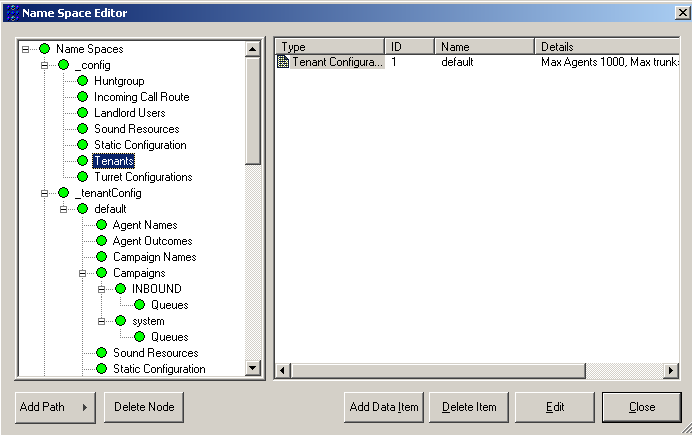 Name Space Editor
Name Spaces
_config
Huntgroup
Incoming Call Route
Landlord Users
Sound Resources
Static Configuration
Tenants
Turret Configurations
_tenantConfig
default
Agent Names
Agent Outcomes
Campaign Names
Campaigns
INBOUND
Queues
system
Queues
Sound Resources
Static Configuration
Type ID Name Details
Tenant Configura... 1 default Max Agents 1000, Max trunks
Add Path Delete Node Add Data Item Delete Item Edit Close